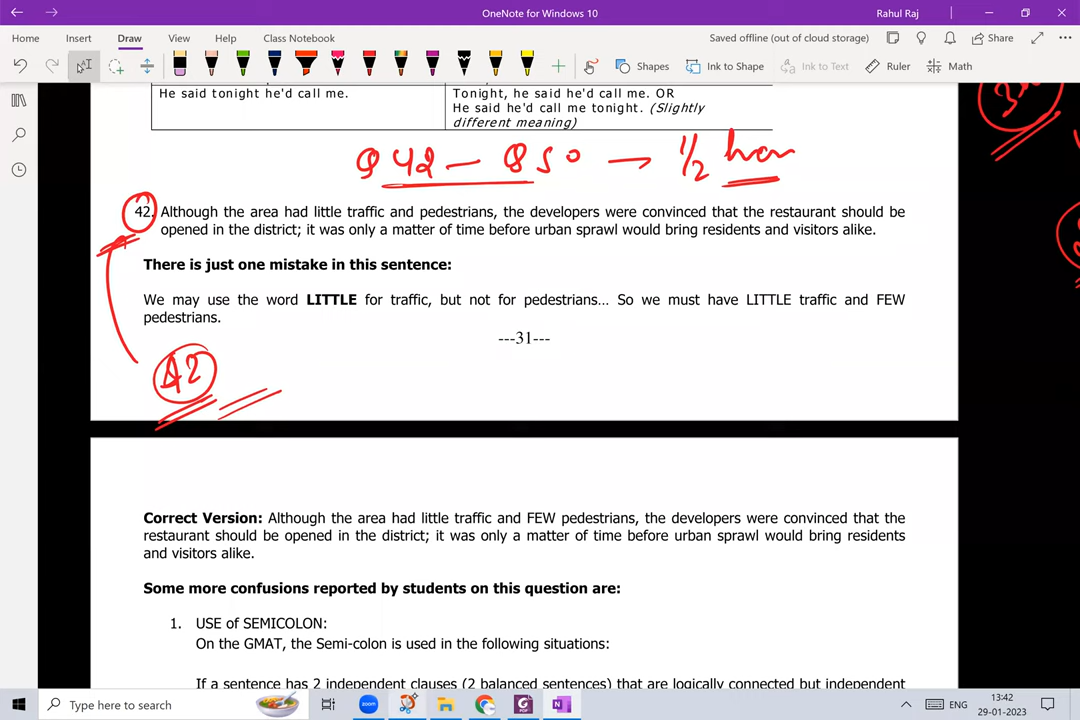 OneNote for Windows 10
Rahul Raj
Home Insert Draw View Help Class Notebook
Saved offline (out of cloud storage)
Share
Shapes
Ink to Shape
Ink to Text
Ruler
Math
He said tonight he'd call me.
Tonight, he said he'd call me. OR
He said he'd call me tonight. (Slightly
different meaning)
Q 42 — Q 50 → 1/2 hour
42. Although the area had little traffic and pedestrians, the developers were convinced that the restaurant should be
opened in the district; it was only a matter of time before urban sprawl would bring residents and visitors alike.
There is just one mistake in this sentence:
We may use the word LITTLE for traffic, but not for pedestrians… So we must have LITTLE traffic and FEW
pedestrians.
---31---
42
Correct Version: Although the area had little traffic and FEW pedestrians, the developers were convinced that the
restaurant should be opened in the district; it was only a matter of time before urban sprawl would bring residents
and visitors alike.
Some more confusions reported by students on this question are:
1. USE of SEMICOLON:
On the GMAT, the Semi-colon is used in the following situations:
If a sentence has 2 independent clauses (2 balanced sentences) that are logically connected but independent
Type here to search
zoom
ENG
13:42
29-01-2023